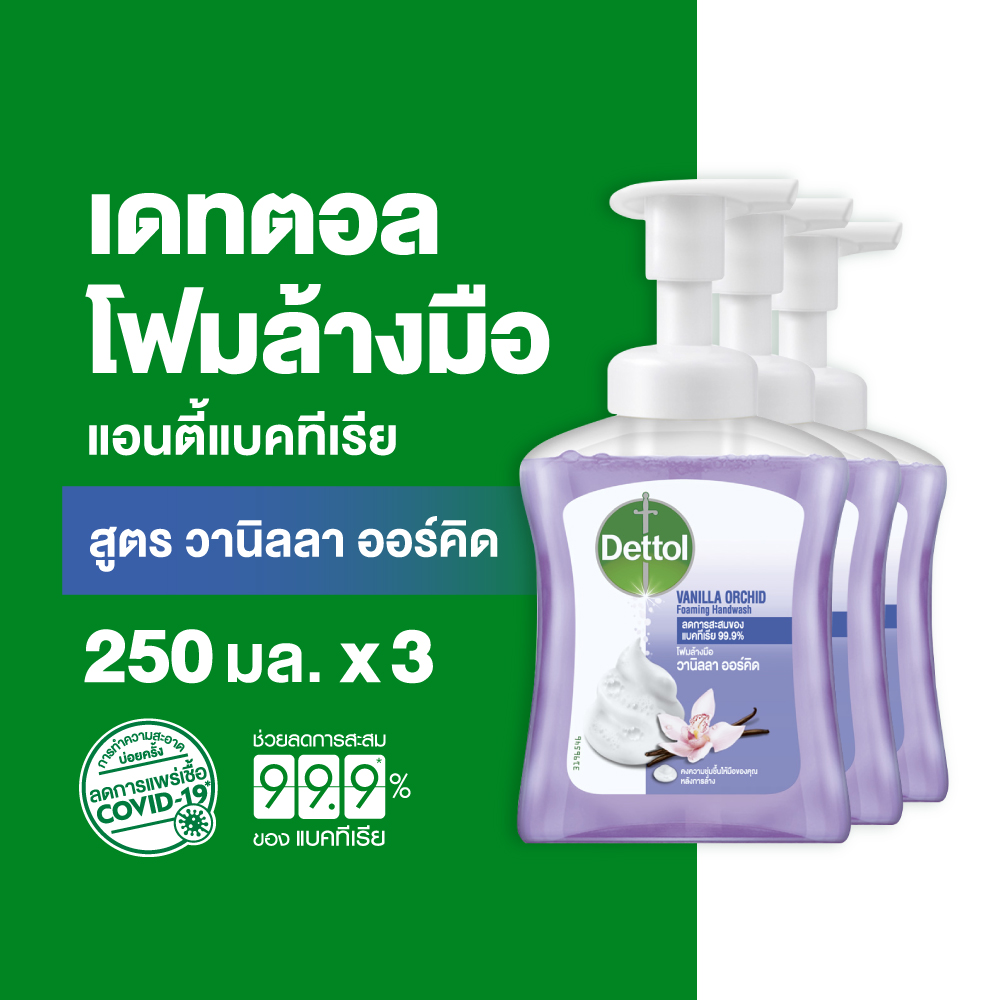 เดทตอล
โฟมล้างมือ
แอนตี้แบคทีเรีย
สูตร วานิลลา ออร์คิด
250 มล. x 3
การทำความสะอาด
บ่อยครั้ง
ลดการแพร่เชื้อ
COVID-19*
ช่วยลดการสะสม
99.9*%
ของ แบคทีเรีย
Dettol
VANILLA ORCHID
Foaming Handwash
ลดการสะสมของ
แบคทีเรีย 99.9%
โฟมล้างมือ
วานิลลา ออร์คิด
คงความชุ่มชื้นให้มือของคุณ
หลังการล้าง
3196546